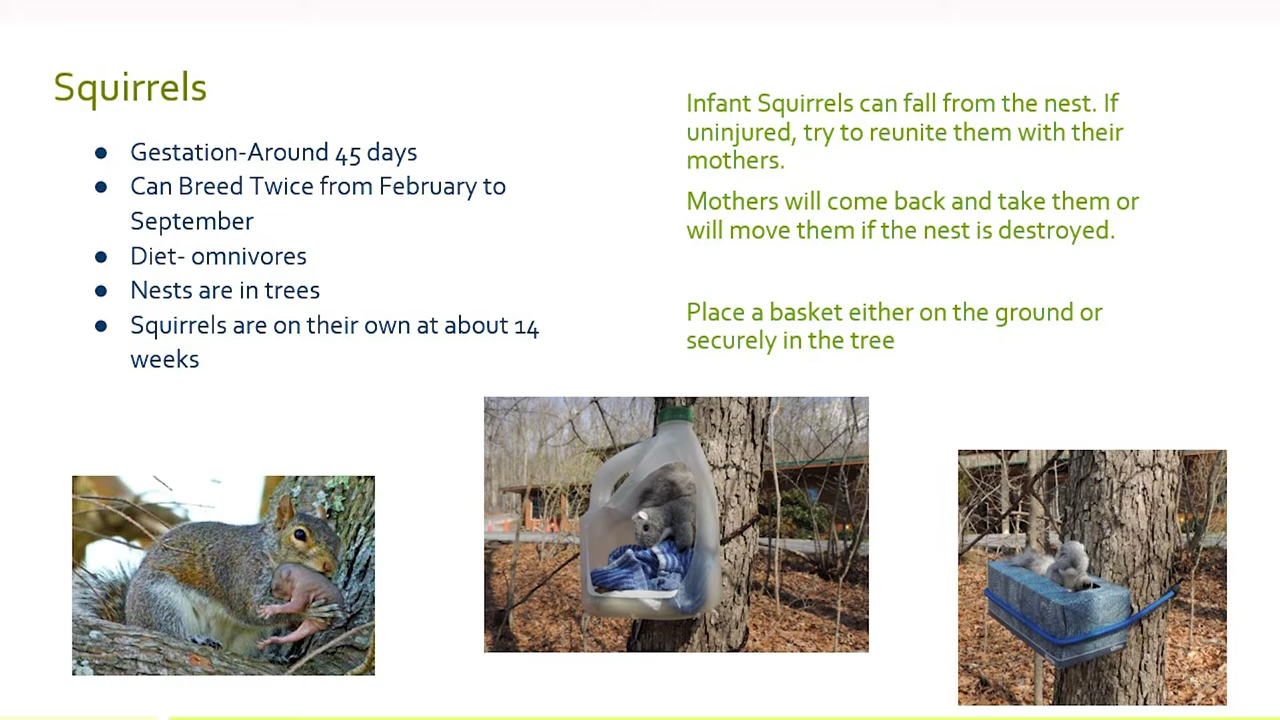 Squirrels
● Gestation-Around 45 days
● Can Breed Twice from February to
September
● Diet- omnivores
● Nests are in trees
● Squirrels are on their own at about 14
weeks
Infant Squirrels can fall from the nest. If
uninjured, try to reunite them with their
mothers.
Mothers will come back and take them or
will move them if the nest is destroyed.
Place a basket either on the ground or
securely in the tree